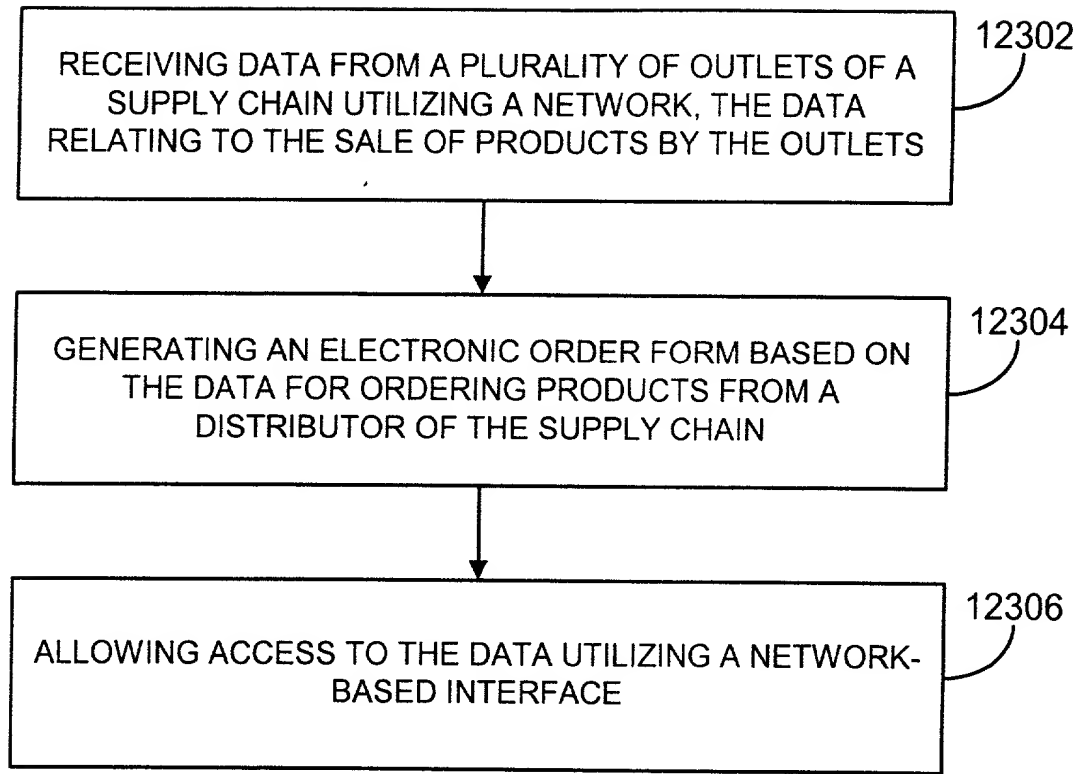 12302
RECEIVING DATA FROM A PLURALITY OF OUTLETS OF A
SUPPLY CHAIN UTILIZING A NETWORK, THE DATA
RELATING TO THE SALE OF PRODUCTS BY THE OUTLETS
12304
GENERATING AN ELECTRONIC ORDER FORM BASED ON
THE DATA FOR ORDERING PRODUCTS FROM A
DISTRIBUTOR OF THE SUPPLY CHAIN
12306
ALLOWING ACCESS TO THE DATA UTILIZING A NETWORK-
BASED INTERFACE